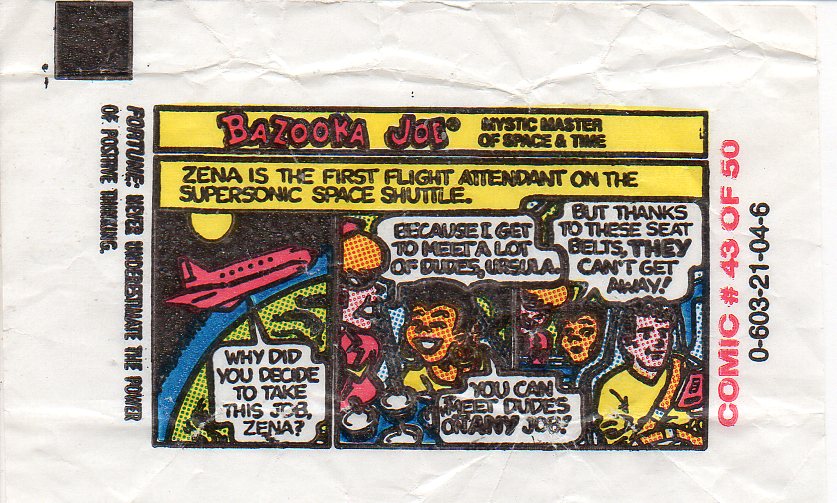 BAZOOKA JOE®
MYSTIC MASTER
OF SPACE & TIME
ZENA IS THE FIRST FLIGHT ATTENDANT ON THE
SUPERSONIC SPACE SHUTTLE.
WHY DID
YOU DECIDE
TO TAKE
THIS JOB,
ZENA?
BECAUSE I GET
TO MEET A LOT
OF DUDES, URSULA.
YOU CAN
MEET DUDES
ON ANY JOB!
BUT THANKS
TO THESE SEAT
BELTS, THEY
CAN'T GET
AWAY!
FORTUNE: NEVER UNDERESTIMATE THE POWER
OF POSITIVE THINKING.
COMIC # 43 OF 50
0-603-21-04-6